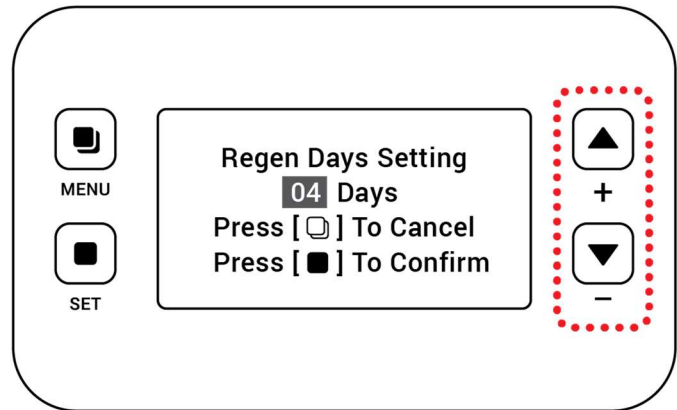 MENU
SET
Regen Days Setting
04 Days
Press [ ] To Cancel
Press [ ] To Confirm
+
−